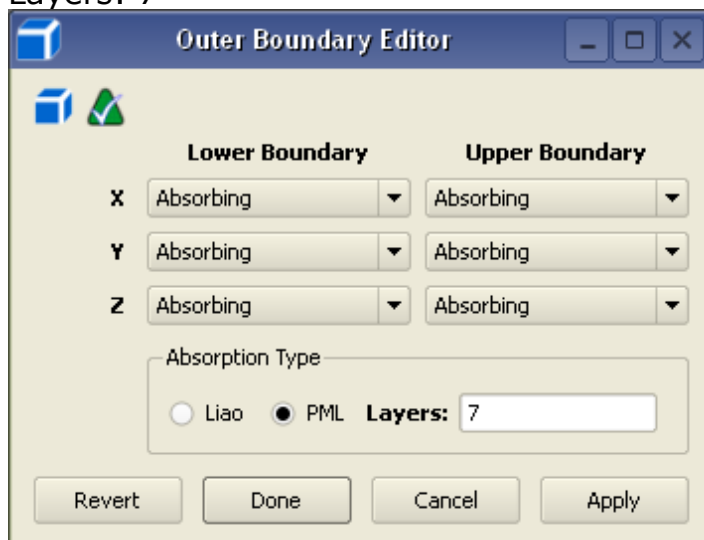 Layers: 7
Outer Boundary Editor
Lower Boundary Upper Boundary
X Absorbing Absorbing
Y Absorbing Absorbing
Z Absorbing Absorbing
Absorption Type
Liao PML Layers: 7
Revert Done Cancel Apply